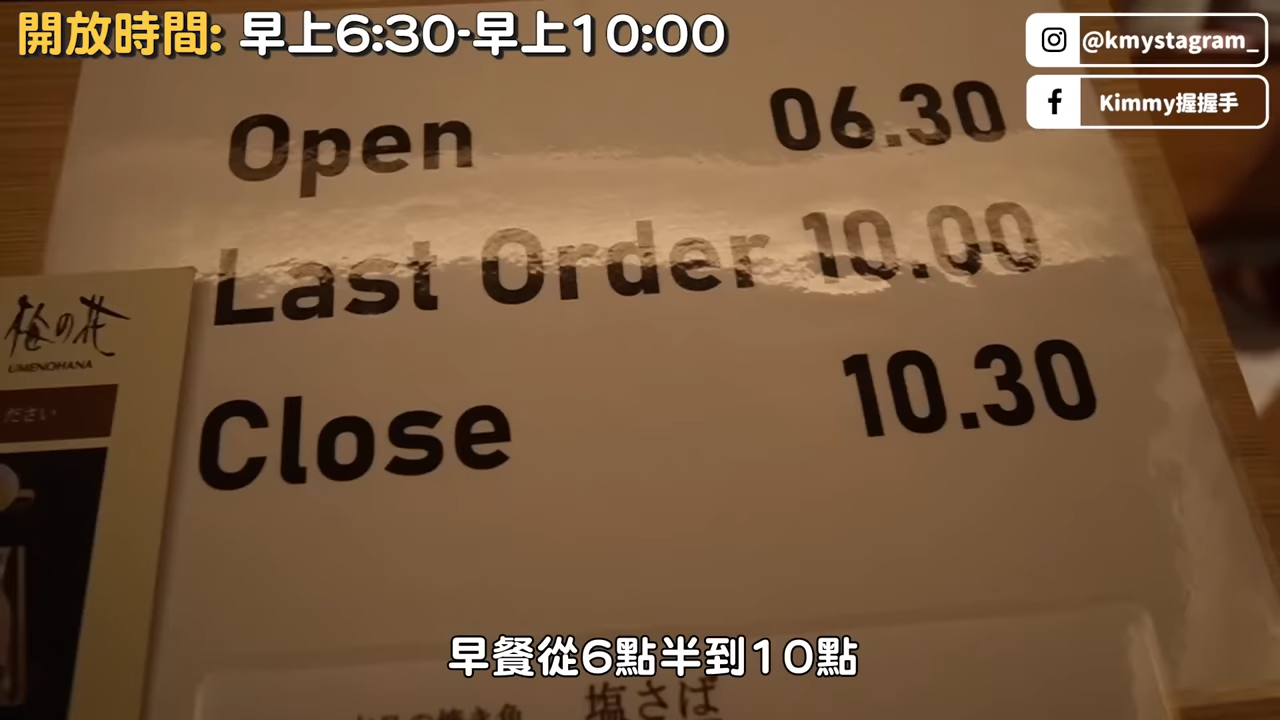 開放時間: 早上6:30-早上10:00
@kmystagram_
Kimmy握握手
Open 06.30
Last Order 10.00
Close 10.30
梅の花
UMENOHANA
ださい
早餐從6點半到10點
塩さば